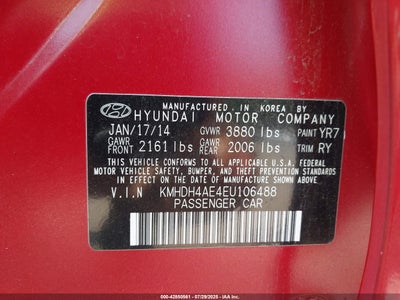 MANUFACTURED IN KOREA BY
HYUNDAI MOTOR COMPANY
JAN/17/14 GVWR 3880 lbs PAINT YR7
GAWR FRONT 2161 lbs GAWR REAR 2006 lbs TRIM RY
THIS VEHICLE CONFORMS TO ALL APPLICABLE U.S.A. FEDERAL
MOTOR VEHICLE SAFETY, BUMPER, AND THEFT PREVENTION
STANDARDS IN EFFECT ON THE DATE OF MANUFACTURE SHOWN ABOVE.
V.I.N KMHDH4AE4EU106488
PASSENGER CAR
000-42850561 - 07/29/2025 - IAA Inc.